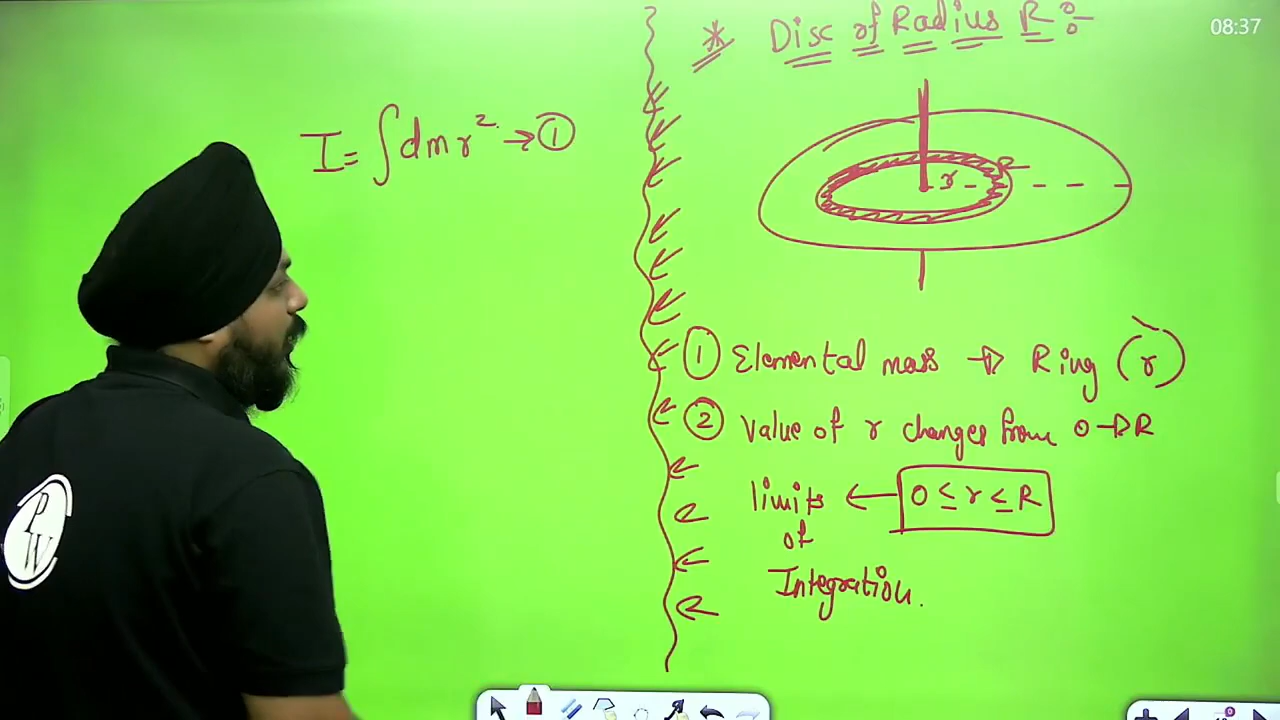 08:37
* Disc of Radius R :-
I = ∫ dm r² → ①
r
① Elemental mass → Ring (r)
② Value of r changes from 0 → R
limits ← 0 ≤ r ≤ R
of
Integration.
PW